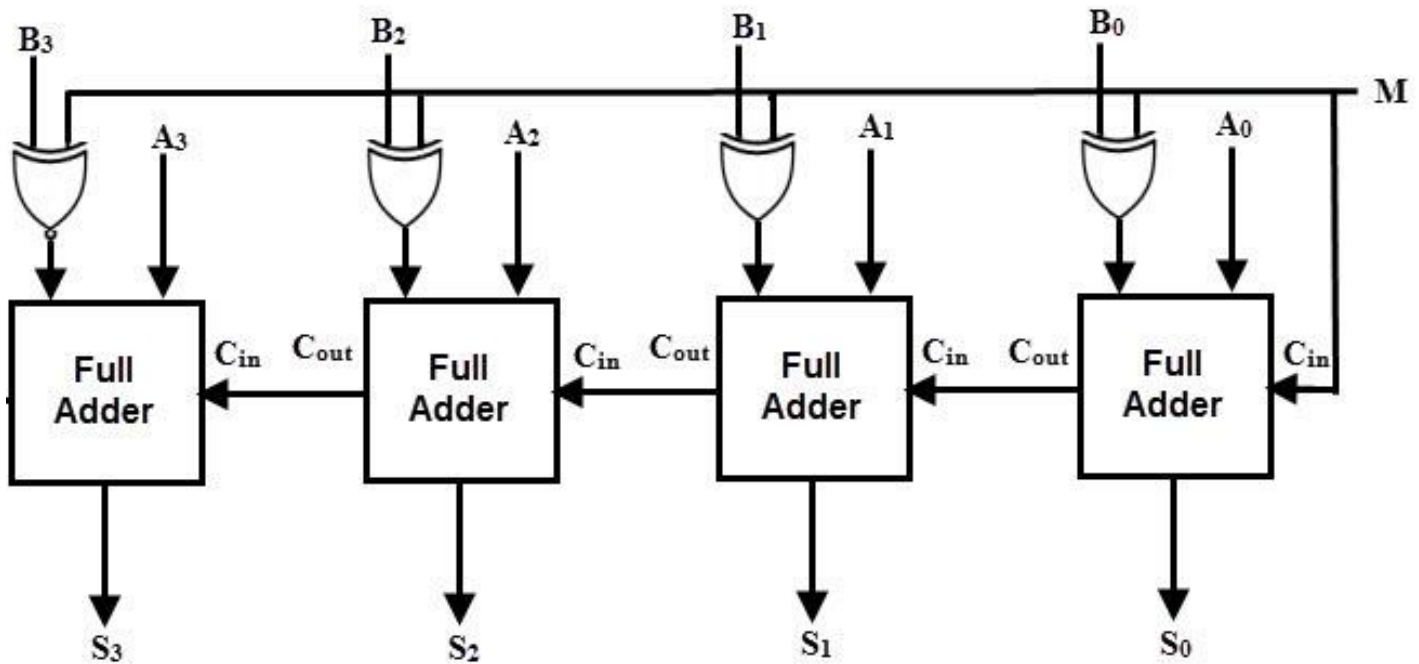 B₃ B₂ B₁ B₀
M
A₃ A₂ A₁ A₀
Full Adder
Cin Cout
Full Adder
Cin Cout
Full Adder
Cin Cout
Full Adder
Cin
S₃ S₂ S₁ S₀